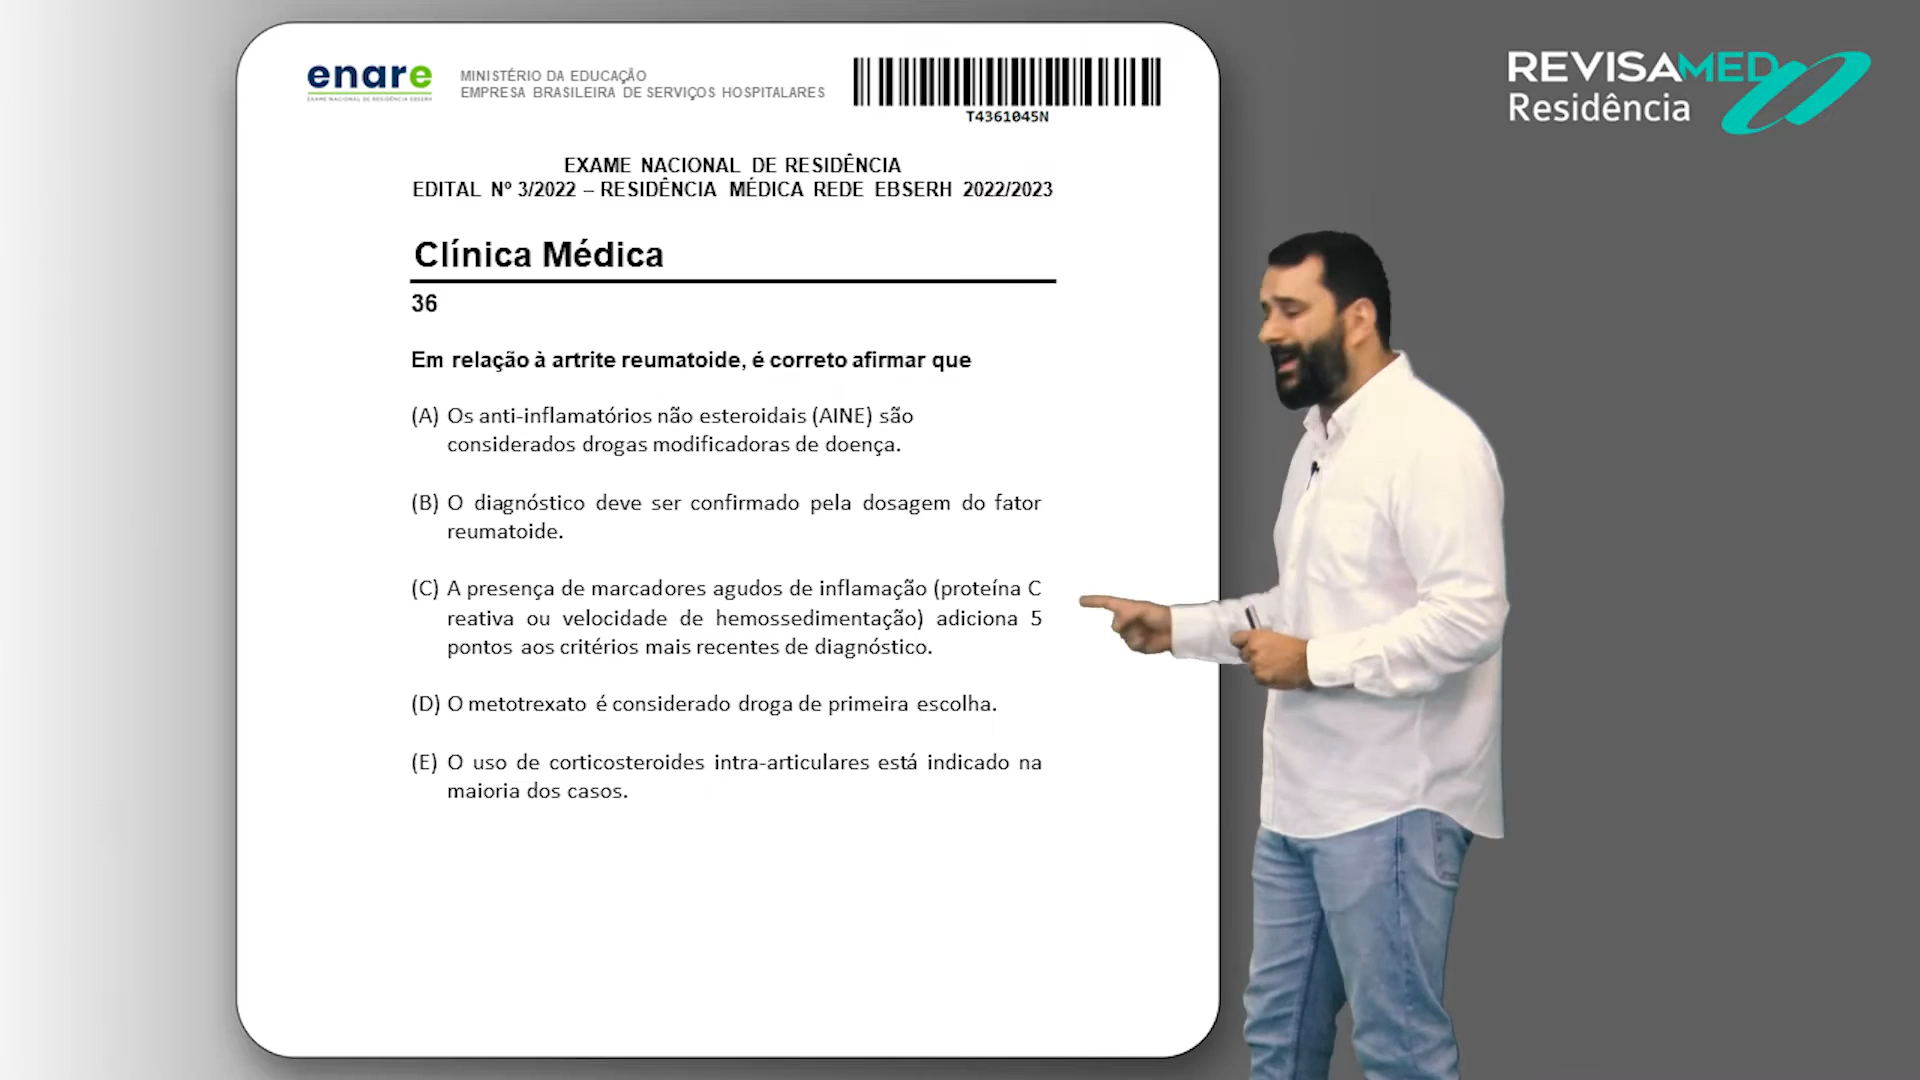 enare
EXAME NACIONAL DE RESIDÊNCIA EBSERH
MINISTÉRIO DA EDUCAÇÃO
EMPRESA BRASILEIRA DE SERVIÇOS HOSPITALARES
T4361045N
REVISAMED
Residência
EXAME NACIONAL DE RESIDÊNCIA
EDITAL Nº 3/2022 – RESIDÊNCIA MÉDICA REDE EBSERH 2022/2023
Clínica Médica
36
Em relação à artrite reumatoide, é correto afirmar que
(A) Os anti-inflamatórios não esteroidais (AINE) são
considerados drogas modificadoras de doença.
(B) O diagnóstico deve ser confirmado pela dosagem do fator
reumatoide.
(C) A presença de marcadores agudos de inflamação (proteína C
reativa ou velocidade de hemossedimentação) adiciona 5
pontos aos critérios mais recentes de diagnóstico.
(D) O metotrexato é considerado droga de primeira escolha.
(E) O uso de corticosteroides intra-articulares está indicado na
maioria dos casos.